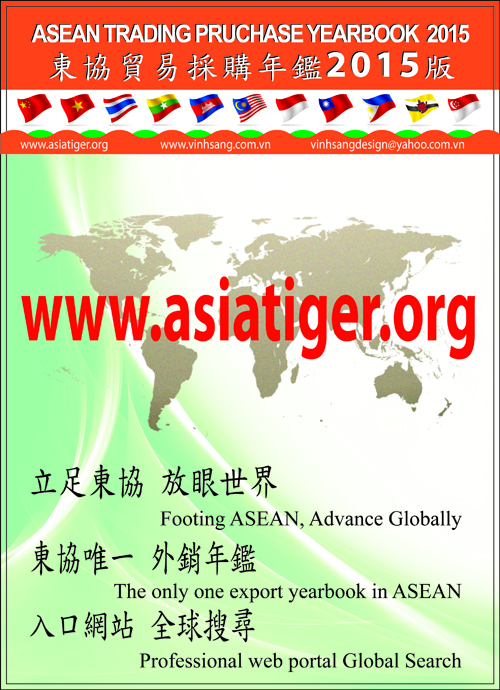 ASEAN TRADING PRUCHASE YEARBOOK 2015
東協貿易採購年鑑2015版
www.asiatiger.org www.vinhsang.com.vn vinhsangdesign@yahoo.com.vn
www.asiatiger.org
立足東協 放眼世界
Footing ASEAN, Advance Globally
東協唯一 外銷年鑑
The only one export yearbook in ASEAN
入口網站 全球搜尋
Professional web portal Global Search